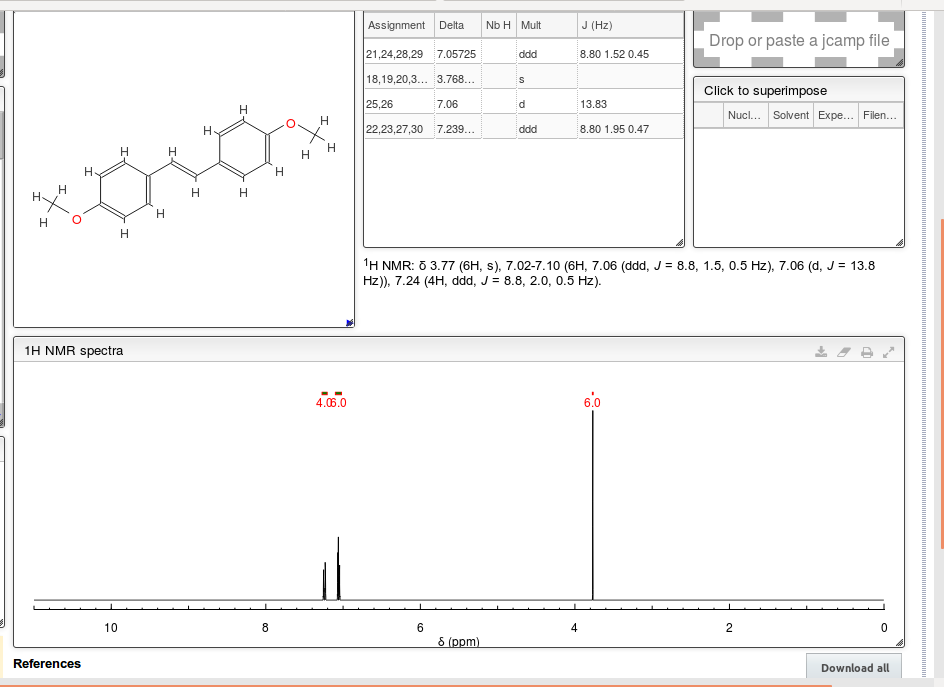 Assignment Delta Nb H Mult J (Hz)
21,24,28,29 7.05725 ddd 8.80 1.52 0.45
18,19,20,3... 3.768... s
25,26 7.06 d 13.83
22,23,27,30 7.239... ddd 8.80 1.95 0.47
Drop or paste a jcamp file
Click to superimpose
Nucl... Solvent Expe... Filen...
H
H O H
H H
H H H H
H H H
H H H
O H
H H
1H NMR: δ 3.77 (6H, s), 7.02-7.10 (6H, 7.06 (ddd, J = 8.8, 1.5, 0.5 Hz), 7.06 (d, J = 13.8
Hz)), 7.24 (4H, ddd, J = 8.8, 2.0, 0.5 Hz).
1H NMR spectra
4.0 6.0 6.0
10 8 6 4 2 0
δ (ppm)
References
Download all